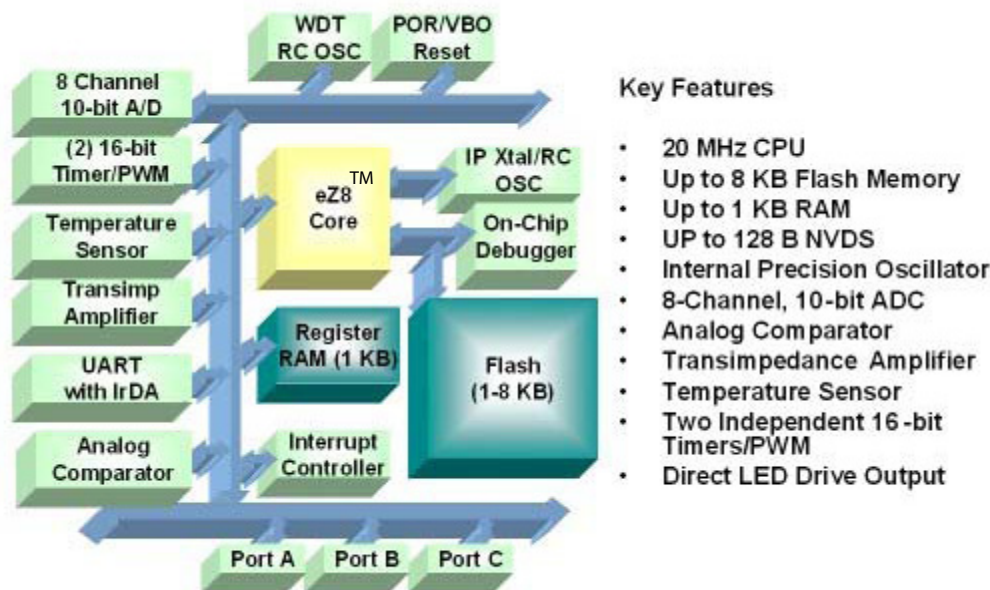 WDT
RC OSC
POR/VBO
Reset
8 Channel
10-bit A/D
(2) 16-bit
Timer/PWM
Temperature
Sensor
Transimp
Amplifier
UART
with IrDA
Analog
Comparator
eZ8™
Core
IP Xtal/RC
OSC
On-Chip
Debugger
Register
RAM (1 KB)
Flash
(1-8 KB)
Interrupt
Controller
Port A
Port B
Port C
Key Features
• 20 MHz CPU
• Up to 8 KB Flash Memory
• Up to 1 KB RAM
• UP to 128 B NVDS
• Internal Precision Oscillator
• 8-Channel, 10-bit ADC
• Analog Comparator
• Transimpedance Amplifier
• Temperature Sensor
• Two Independent 16-bit
Timers/PWM
• Direct LED Drive Output